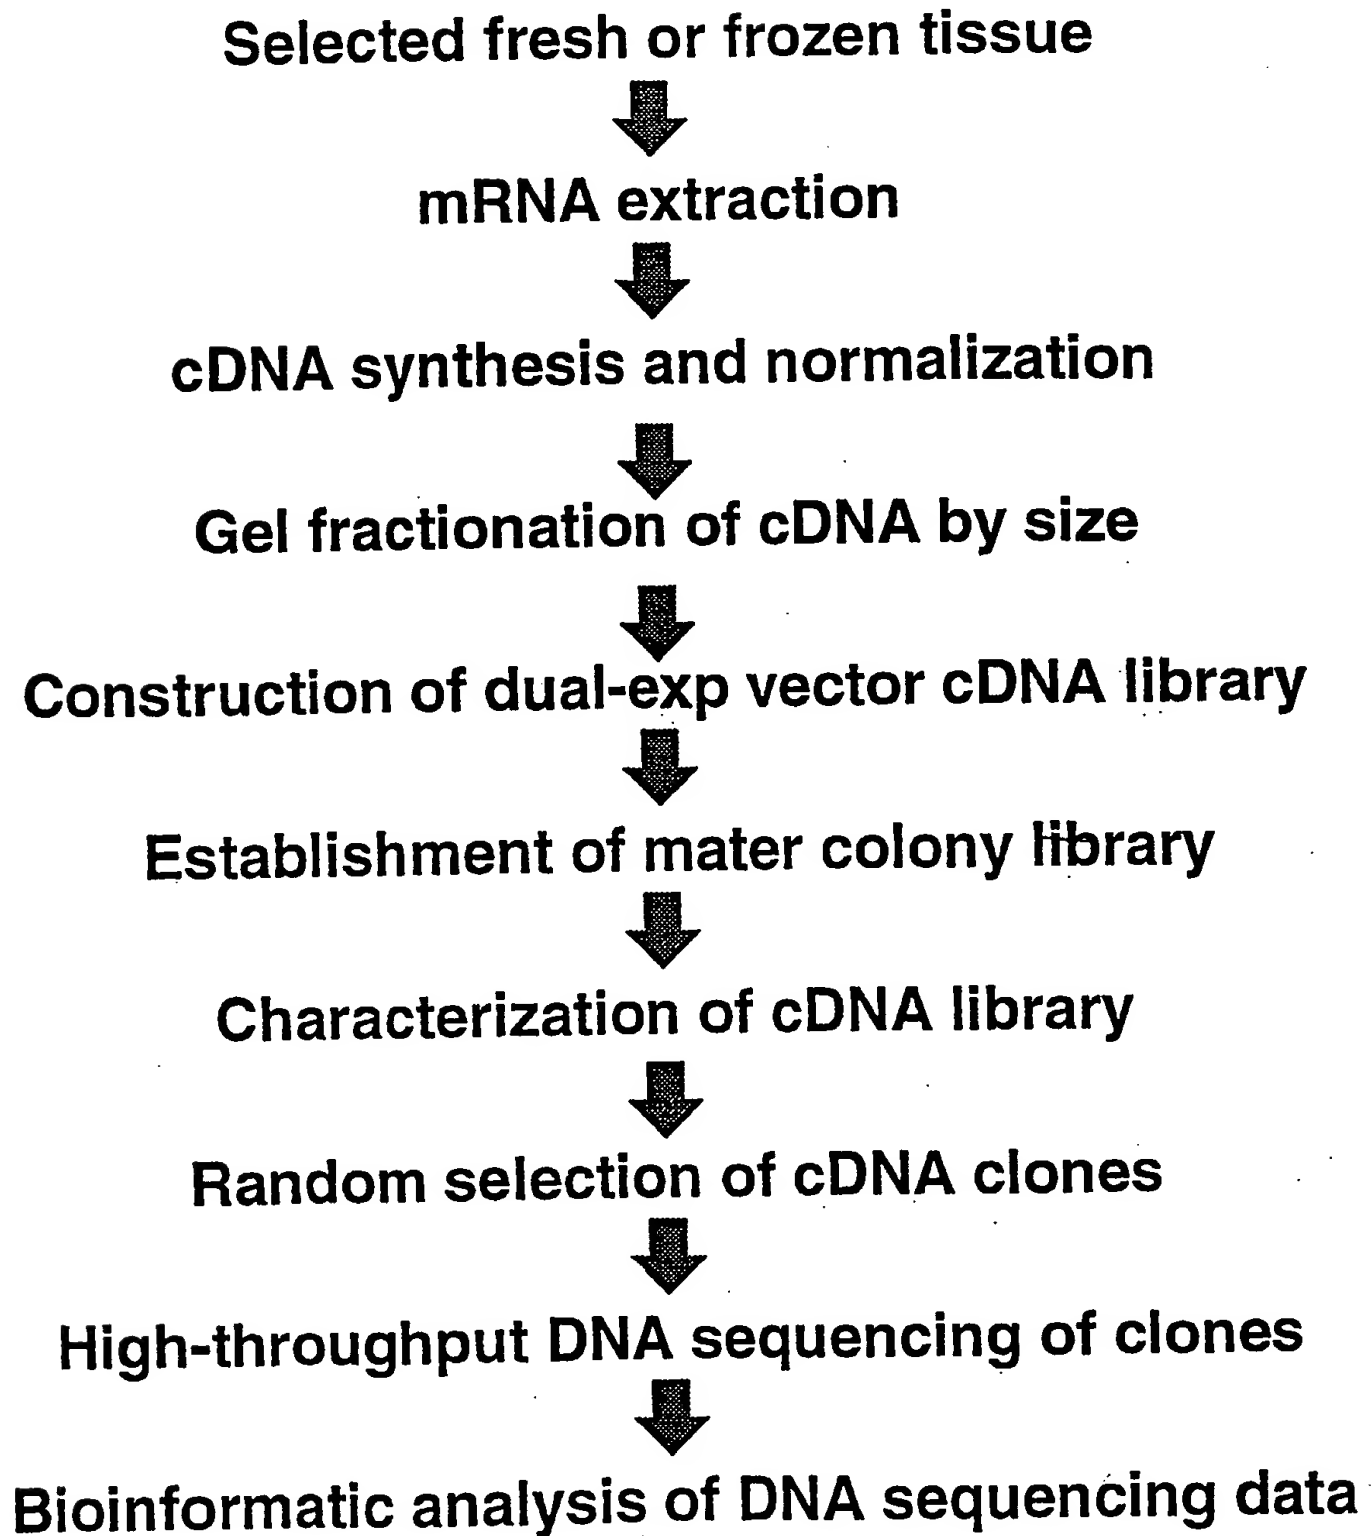 Selected fresh or frozen tissue
mRNA extraction
cDNA synthesis and normalization
Gel fractionation of cDNA by size
Construction of dual-exp vector cDNA library
Establishment of mater colony library
Characterization of cDNA library
Random selection of cDNA clones
High-throughput DNA sequencing of clones
Bioinformatic analysis of DNA sequencing data